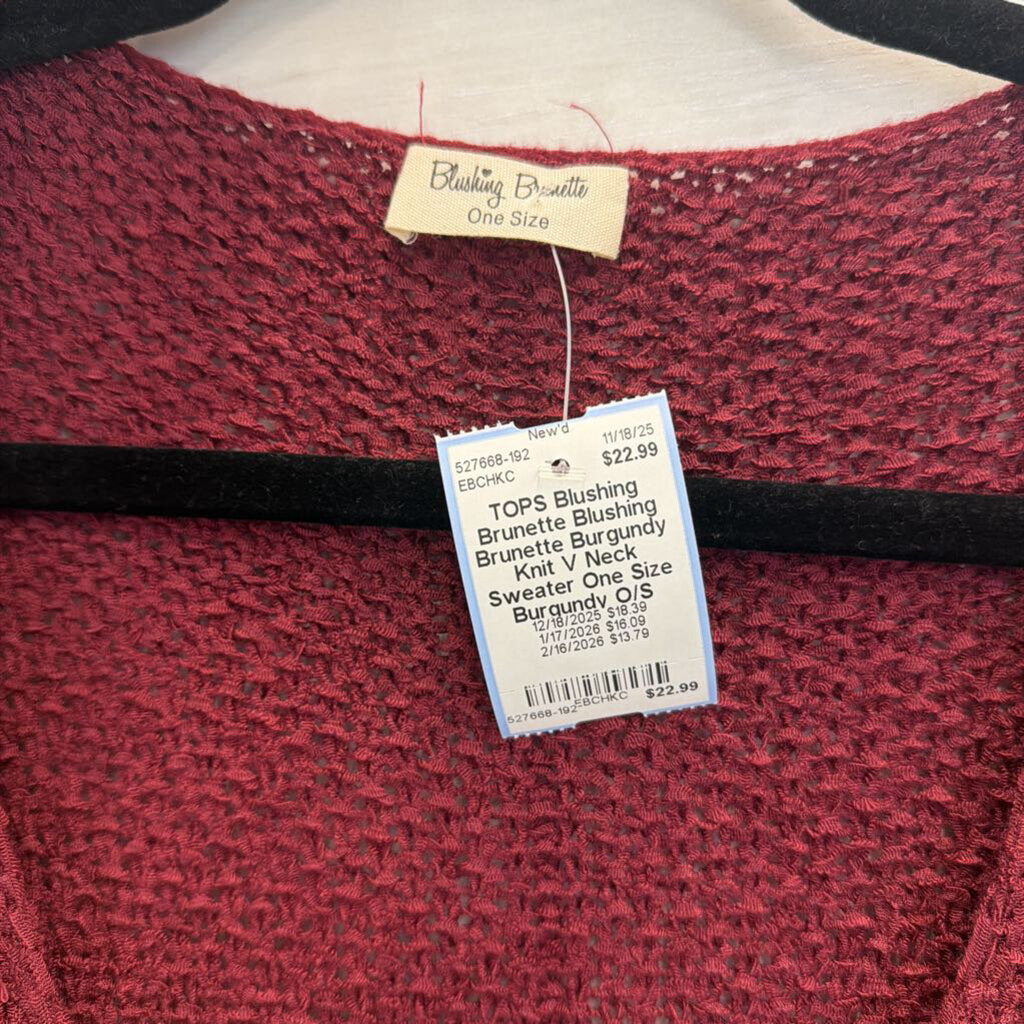 Blushing Brunette
One Size
New'd
527668-192 11/18/25
EBCHKC $22.99
TOPS Blushing
Brunette Blushing
Brunette Burgundy
Knit V Neck
Sweater One Size
Burgundy O/S
12/18/2025 $18.39
1/17/2026 $16.09
2/16/2026 $13.79
527668-192 EBCHKC $22.99